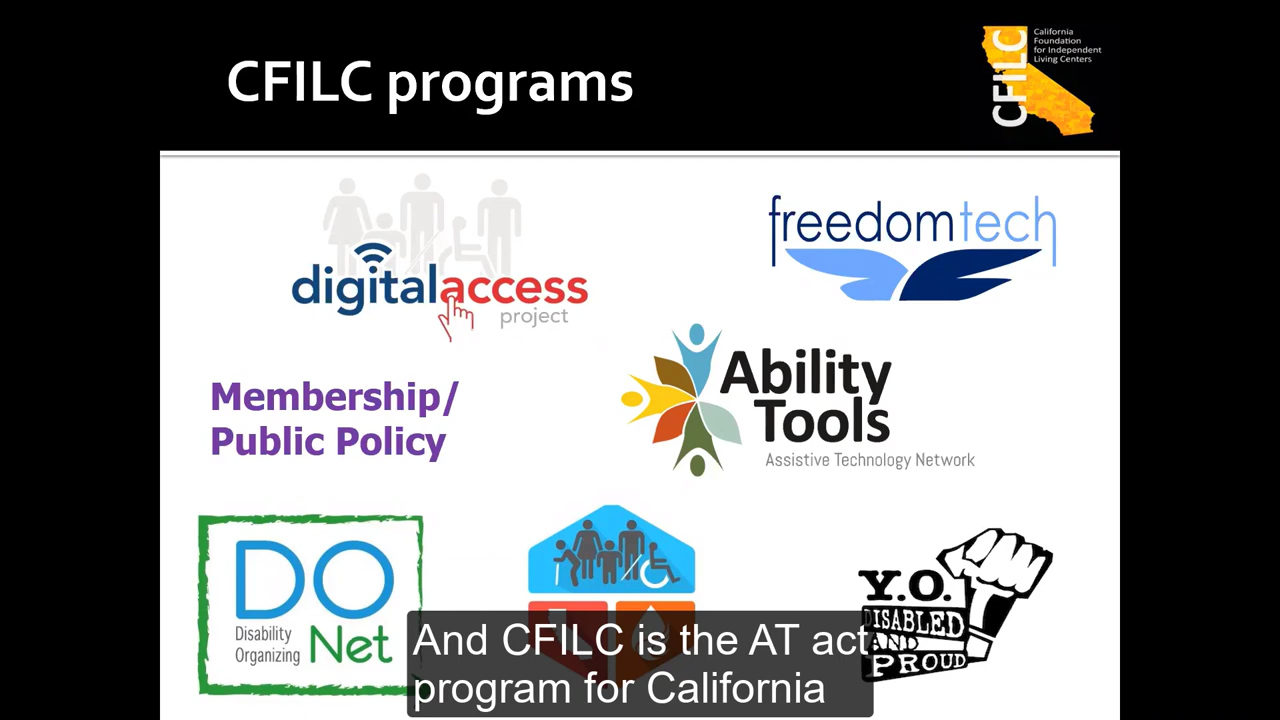 CFILC programs
CFILC
California
Foundation
for Independent
Living Centers
digitalaccess
project
freedomtech
Membership/
Public Policy
Ability
Tools
Assistive Technology Network
DO
Disability
Organizing
Net
Y.O.
DISABLED
AND
PROUD
And CFILC is the AT act
program for California